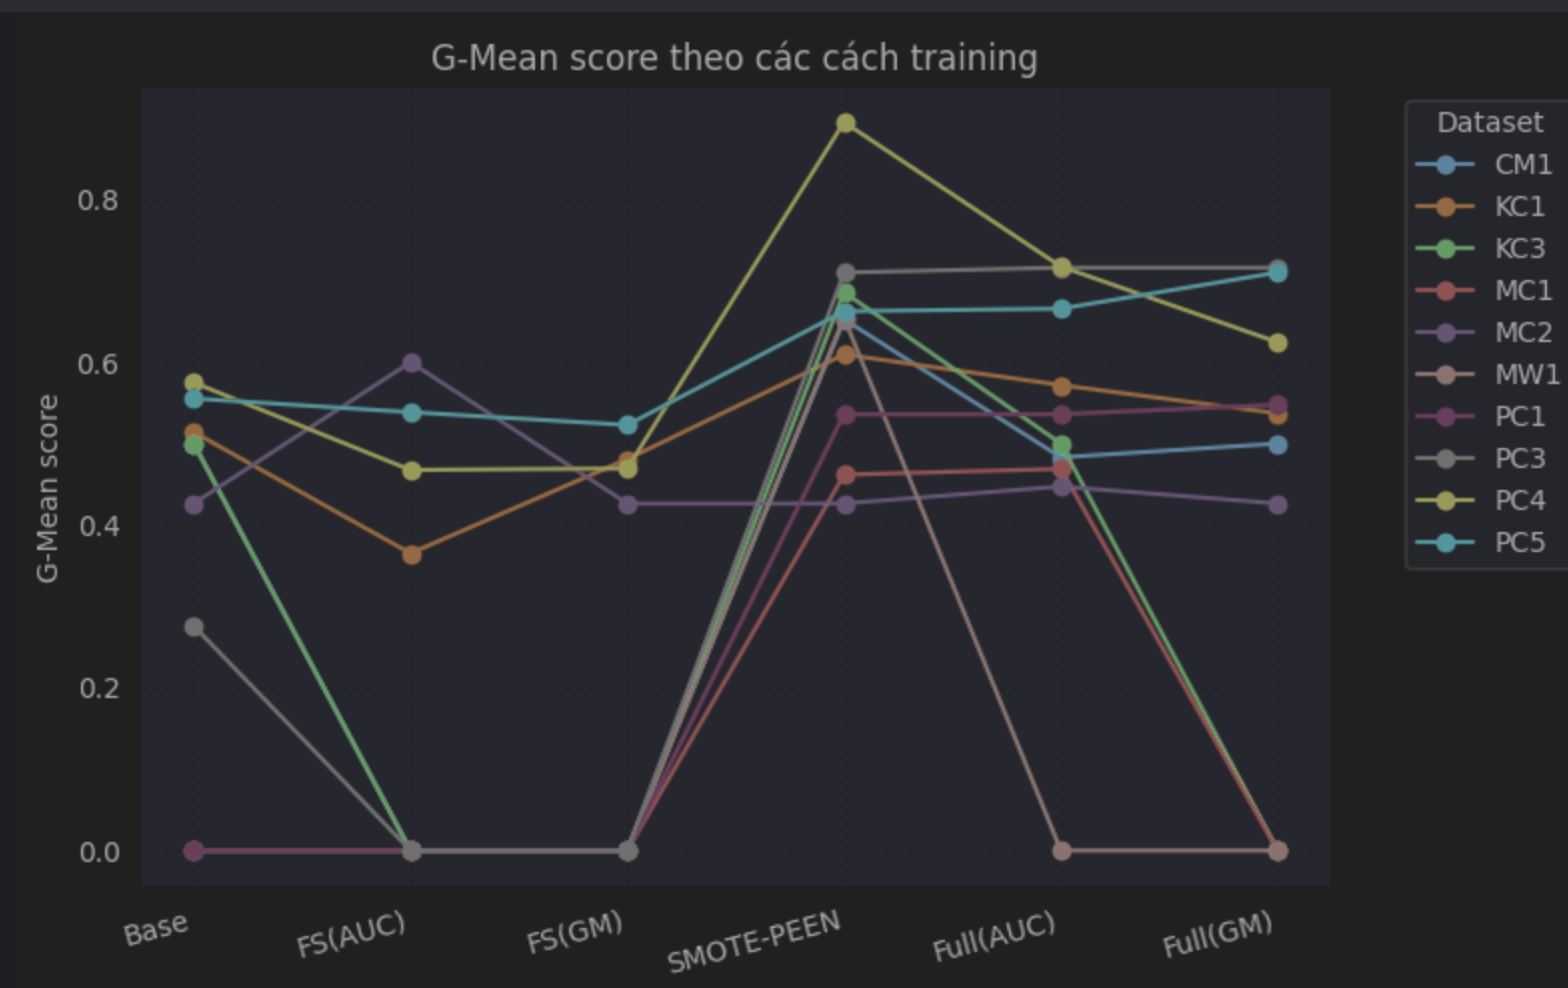 G-Mean score theo các cách training
G-Mean score
0.8
0.6
0.4
0.2
0.0
Base
FS(AUC)
FS(GM)
SMOTE-PEEN
Full(AUC)
Full(GM)
Dataset
CM1
KC1
KC3
MC1
MC2
MW1
PC1
PC3
PC4
PC5